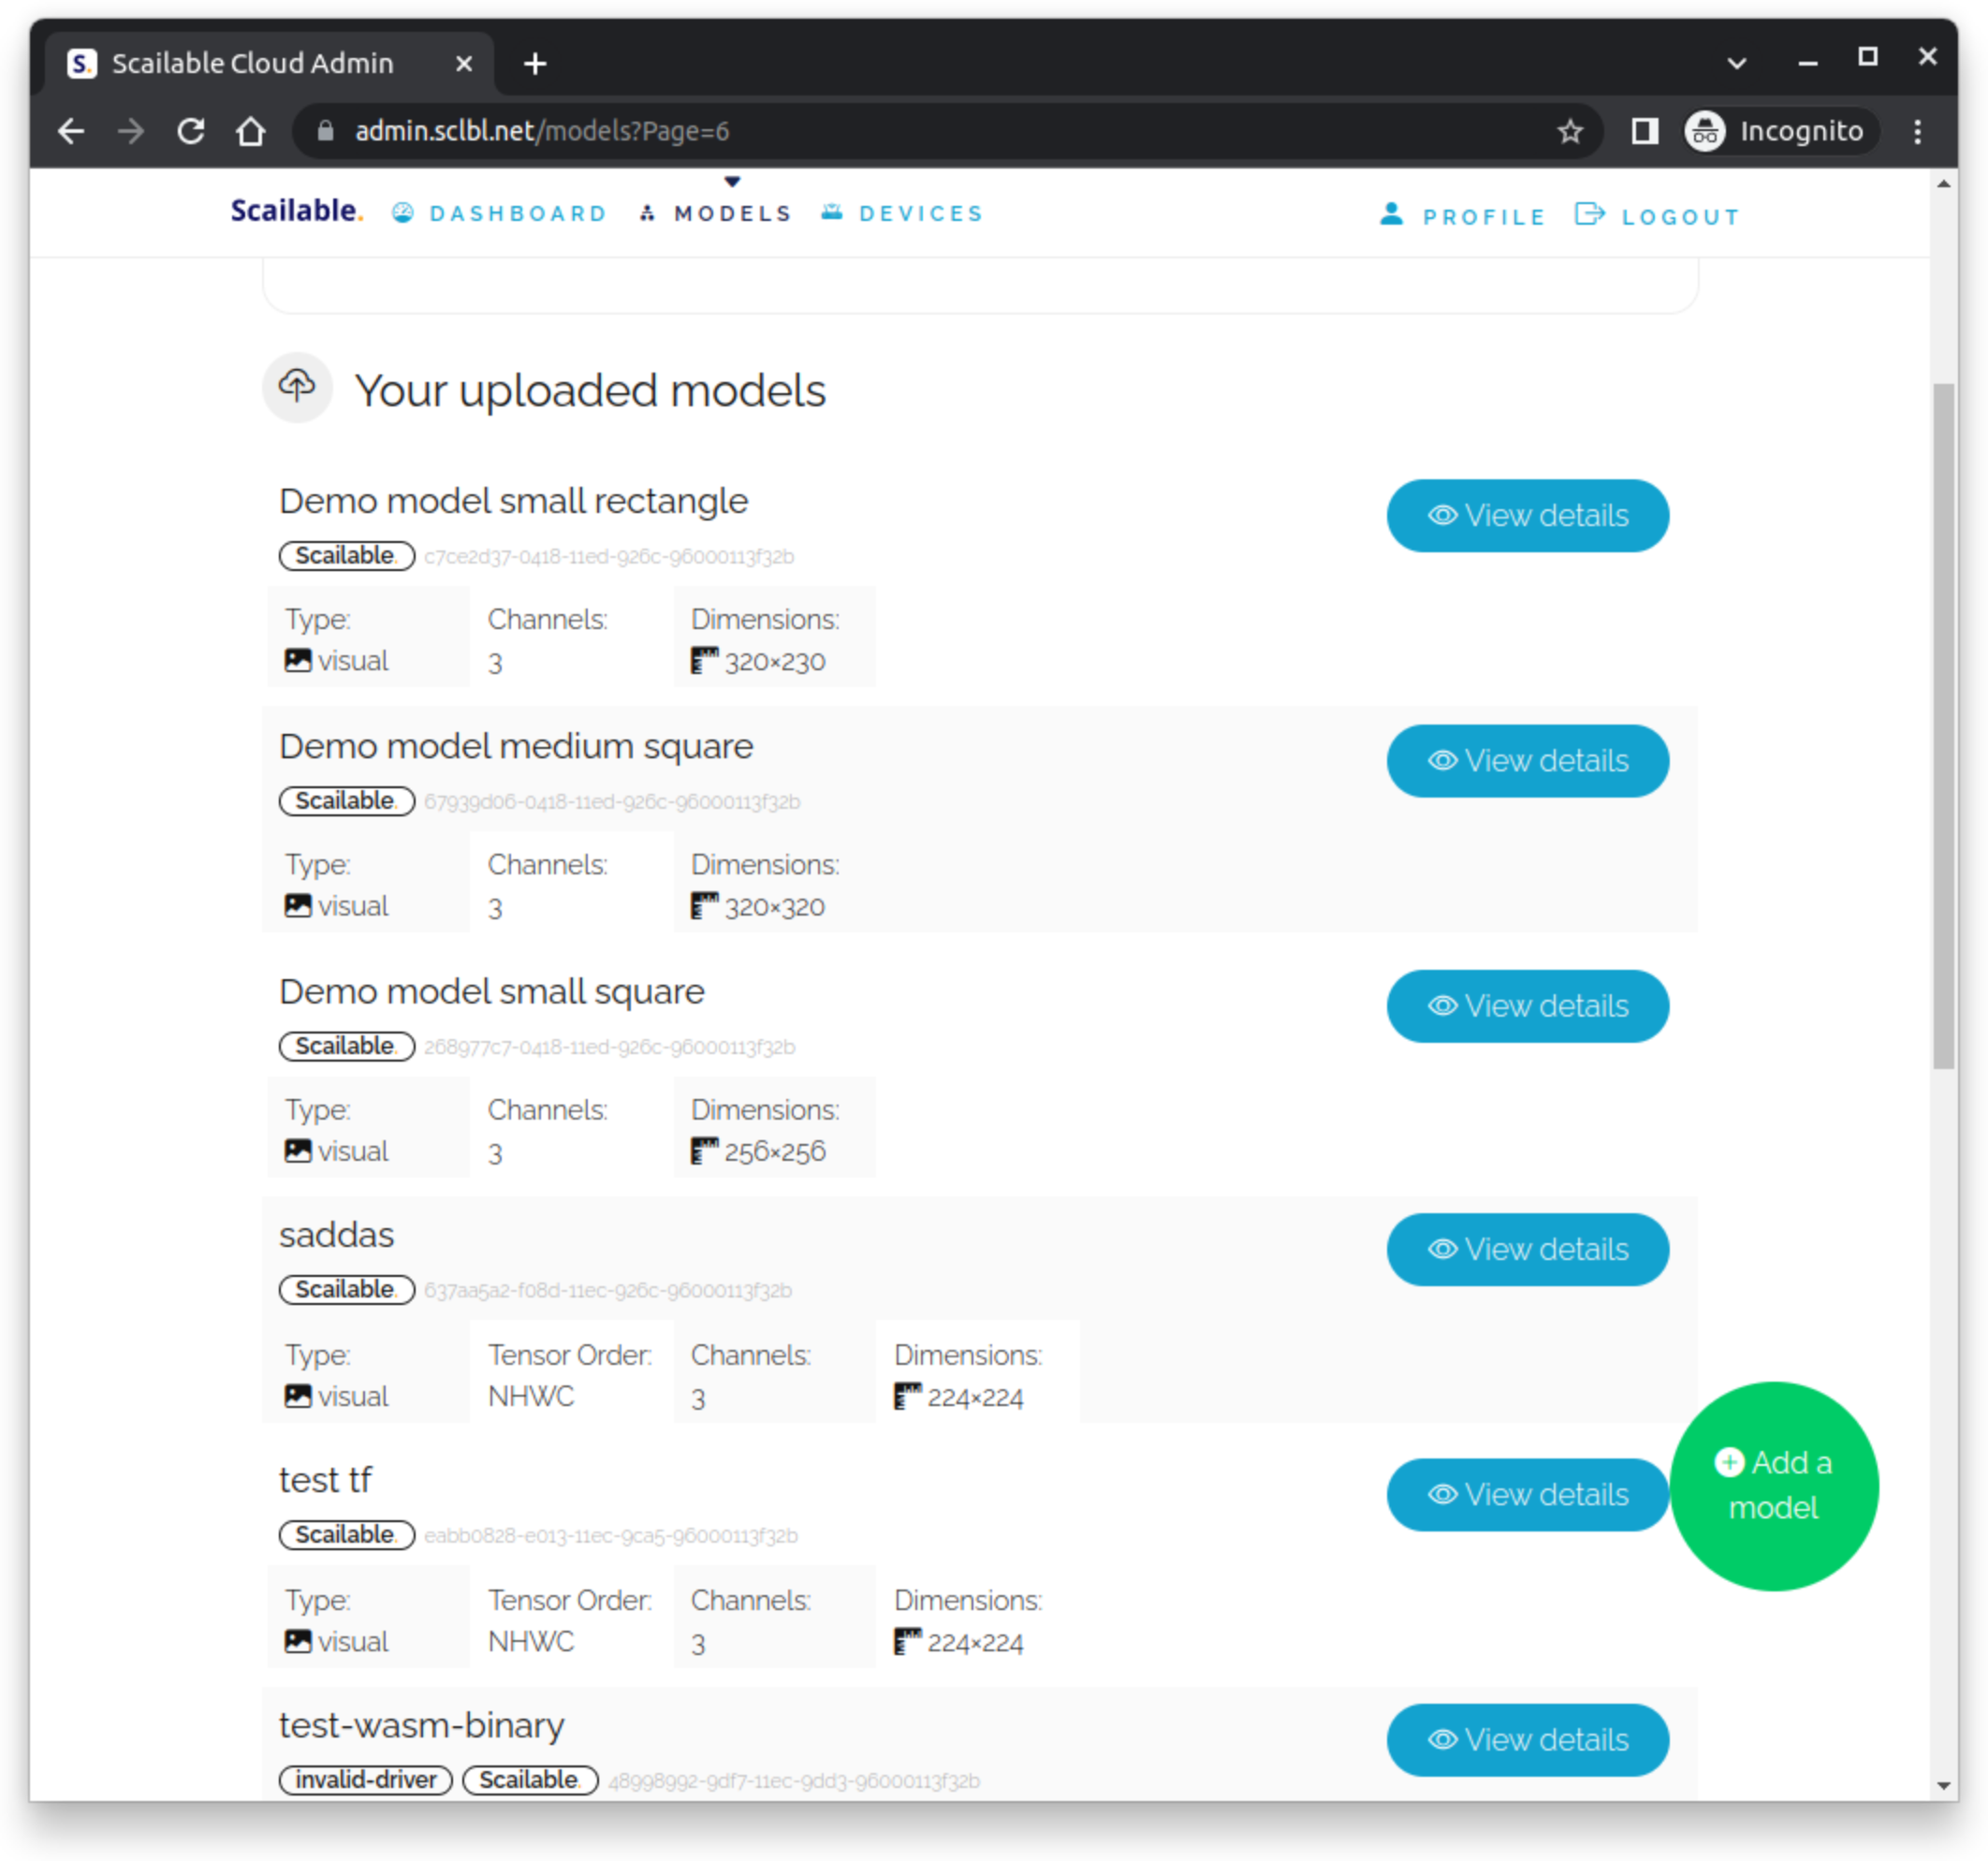 S. Scailable Cloud Admin
admin.sclbl.net/models?Page=6
Incognito
Scailable. DASHBOARD MODELS DEVICES PROFILE LOGOUT
Your uploaded models
Demo model small rectangle
View details
Scailable. c7ce2d37-0418-11ed-926c-96000113f32b
Type: Channels: Dimensions:
visual 3 320×230
Demo model medium square
View details
Scailable. 67939d06-0418-11ed-926c-96000113f32b
Type: Channels: Dimensions:
visual 3 320×320
Demo model small square
View details
Scailable. 268977c7-0418-11ed-926c-96000113f32b
Type: Channels: Dimensions:
visual 3 256×256
saddas
View details
Scailable. 637aa5a2-f08d-11ec-926c-96000113f32b
Type: Tensor Order: Channels: Dimensions:
visual NHWC 3 224×224
test tf
View details
Add a
model
Scailable. eabb0828-e013-11ec-9ca5-96000113f32b
Type: Tensor Order: Channels: Dimensions:
visual NHWC 3 224×224
test-wasm-binary
View details
invalid-driver Scailable. 48998992-9df7-11ec-9dd3-96000113f32b